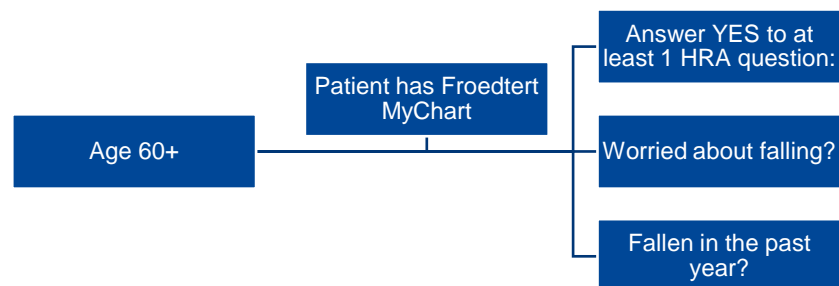 Age 60+
Patient has Froedtert
MyChart
Answer YES to at
least 1 HRA question:
Worried about falling?
Fallen in the past
year?